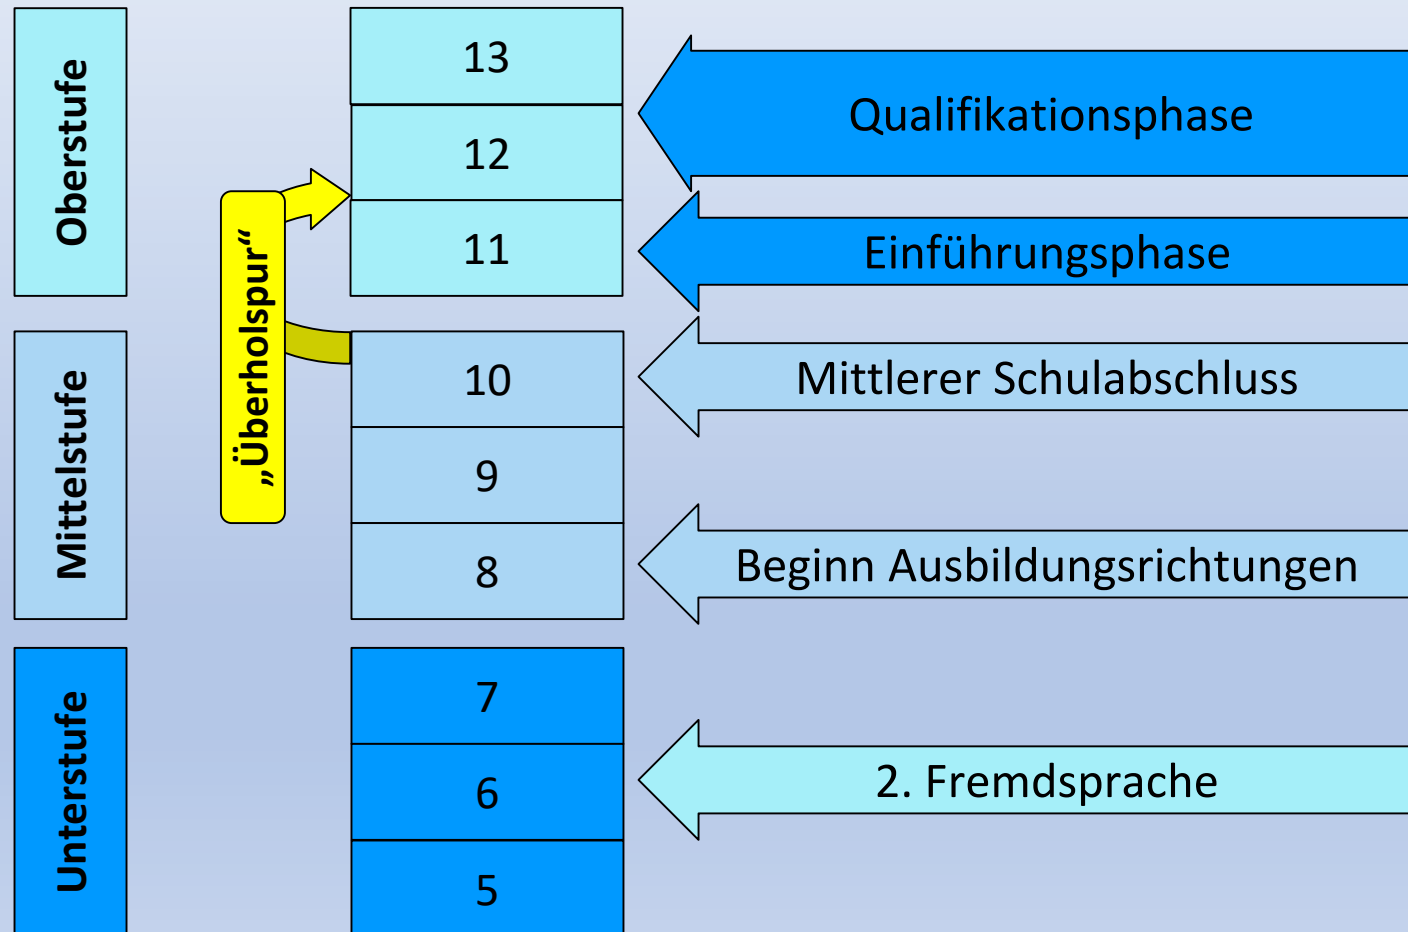 Oberstufe
13
12
11
Qualifikationsphase
Einführungsphase
„Überholspur“
Mittelstufe
10
9
8
Mittlerer Schulabschluss
Beginn Ausbildungsrichtungen
Unterstufe
7
6
5
2. Fremdsprache